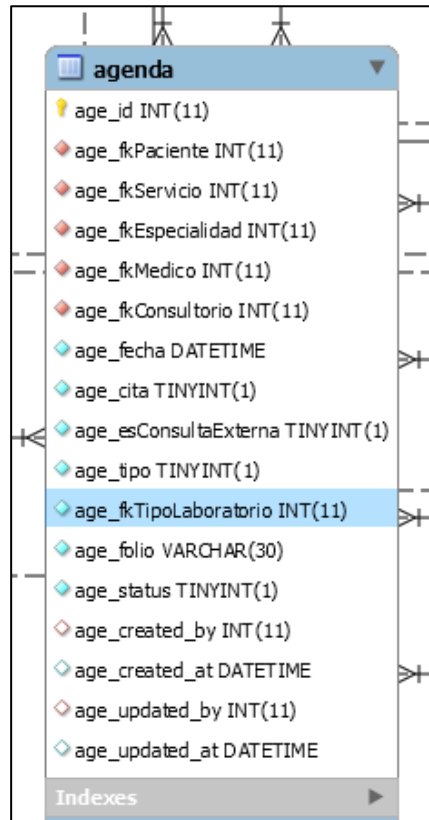 agenda
age_id INT(11)
age_fkPaciente INT(11)
age_fkServicio INT(11)
age_fkEspecialidad INT(11)
age_fkMedico INT(11)
age_fkConsultorio INT(11)
age_fecha DATETIME
age_cita TINYINT(1)
age_esConsultaExterna TINYINT(1)
age_tipo TINYINT(1)
age_fkTipoLaboratorio INT(11)
age_folio VARCHAR(30)
age_status TINYINT(1)
age_created_by INT(11)
age_created_at DATETIME
age_updated_by INT(11)
age_updated_at DATETIME
Indexes